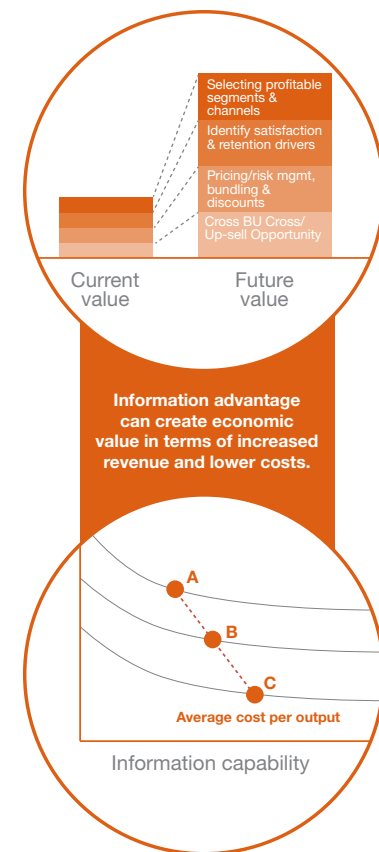 Selecting profitable
segments &
channels
Identify satisfaction
& retention drivers
Pricing/risk mgmt,
bundling &
discounts
Cross BU Cross/
Up-sell Opportunity
Current
value
Future
value
Information advantage
can create economic
value in terms of increased
revenue and lower costs.
A
B
C
Average cost per output
Information capability